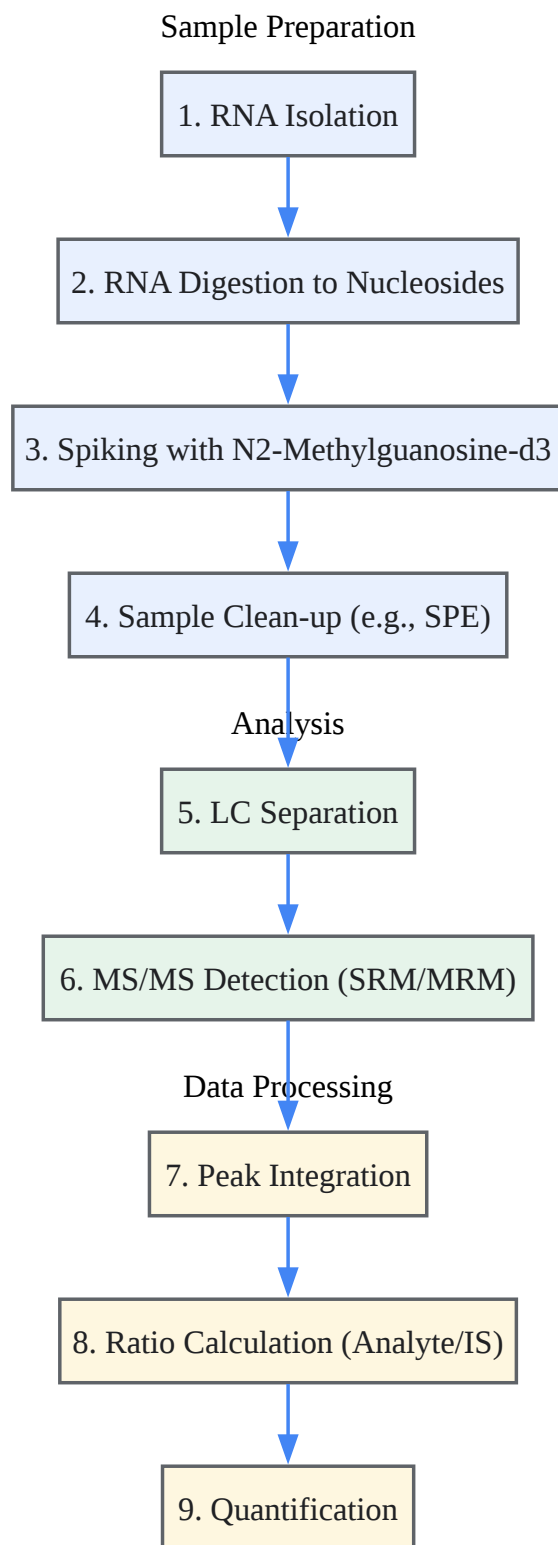 Sample Preparation
1. RNA Isolation
2. RNA Digestion to Nucleosides
3. Spiking with N2-Methylguanosine-d3
4. Sample Clean-up (e.g., SPE)
Analysis
5. LC Separation
6. MS/MS Detection (SRM/MRM)
Data Processing
7. Peak Integration
8. Ratio Calculation (Analyte/IS)
9. Quantification